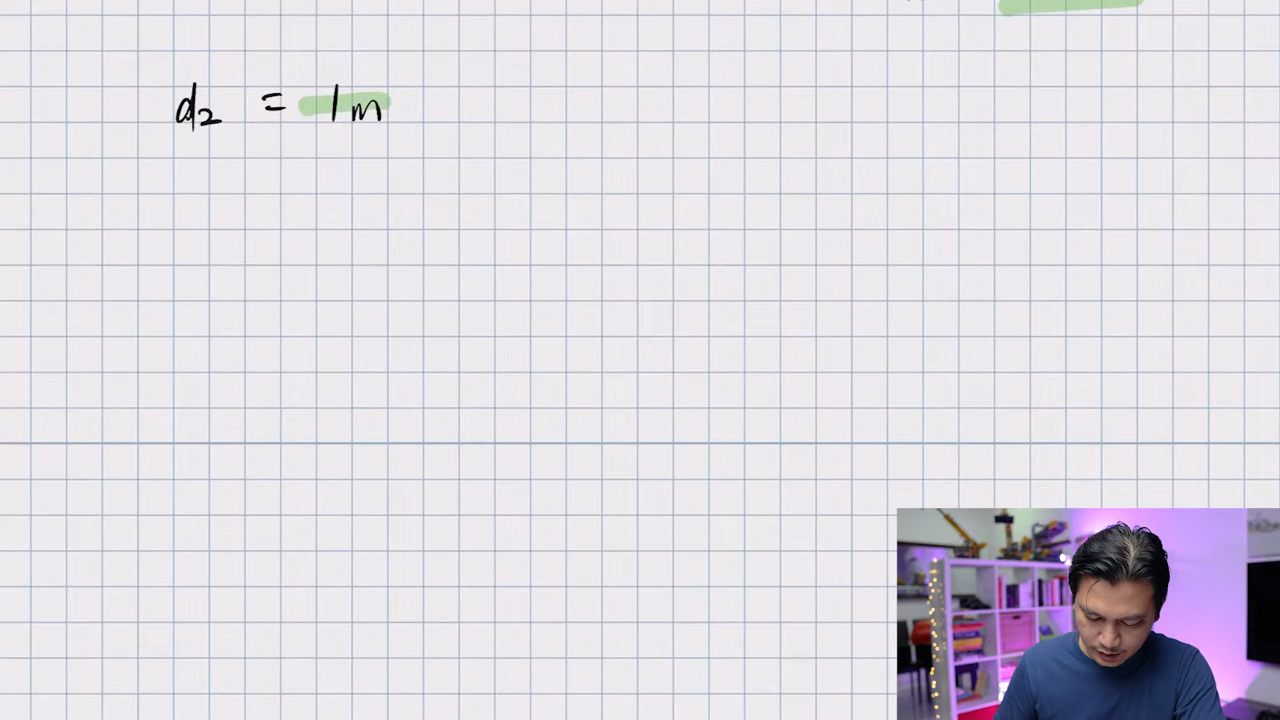 d₂ = 1m